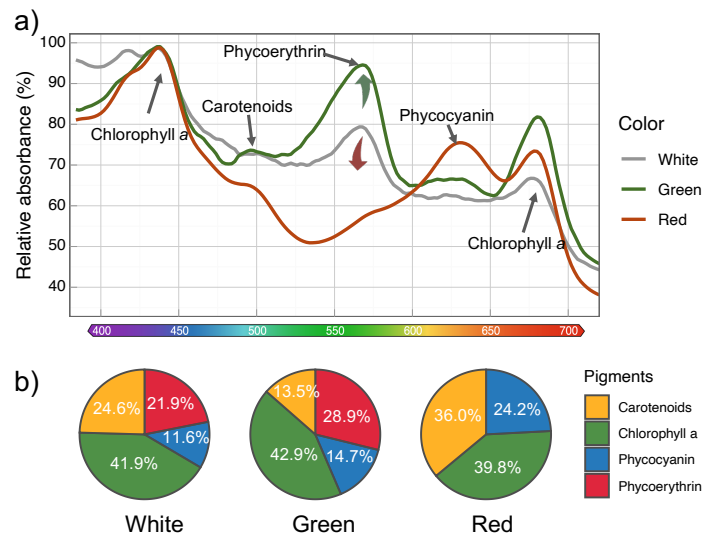 a)
Relative absorbance (%)
100
90
80
70
60
50
40
Phycoerythrin
Carotenoids
Chlorophyll a
Phycocyanin
Chlorophyll a
Color
White
Green
Red
400 450 500 550 600 650 700
b)
24.6% 21.9%
11.6%
41.9%
White
13.5%
28.9%
42.9% 14.7%
Green
36.0% 24.2%
39.8%
Red
Pigments
Carotenoids
Chlorophyll a
Phycocyanin
Phycoerythrin